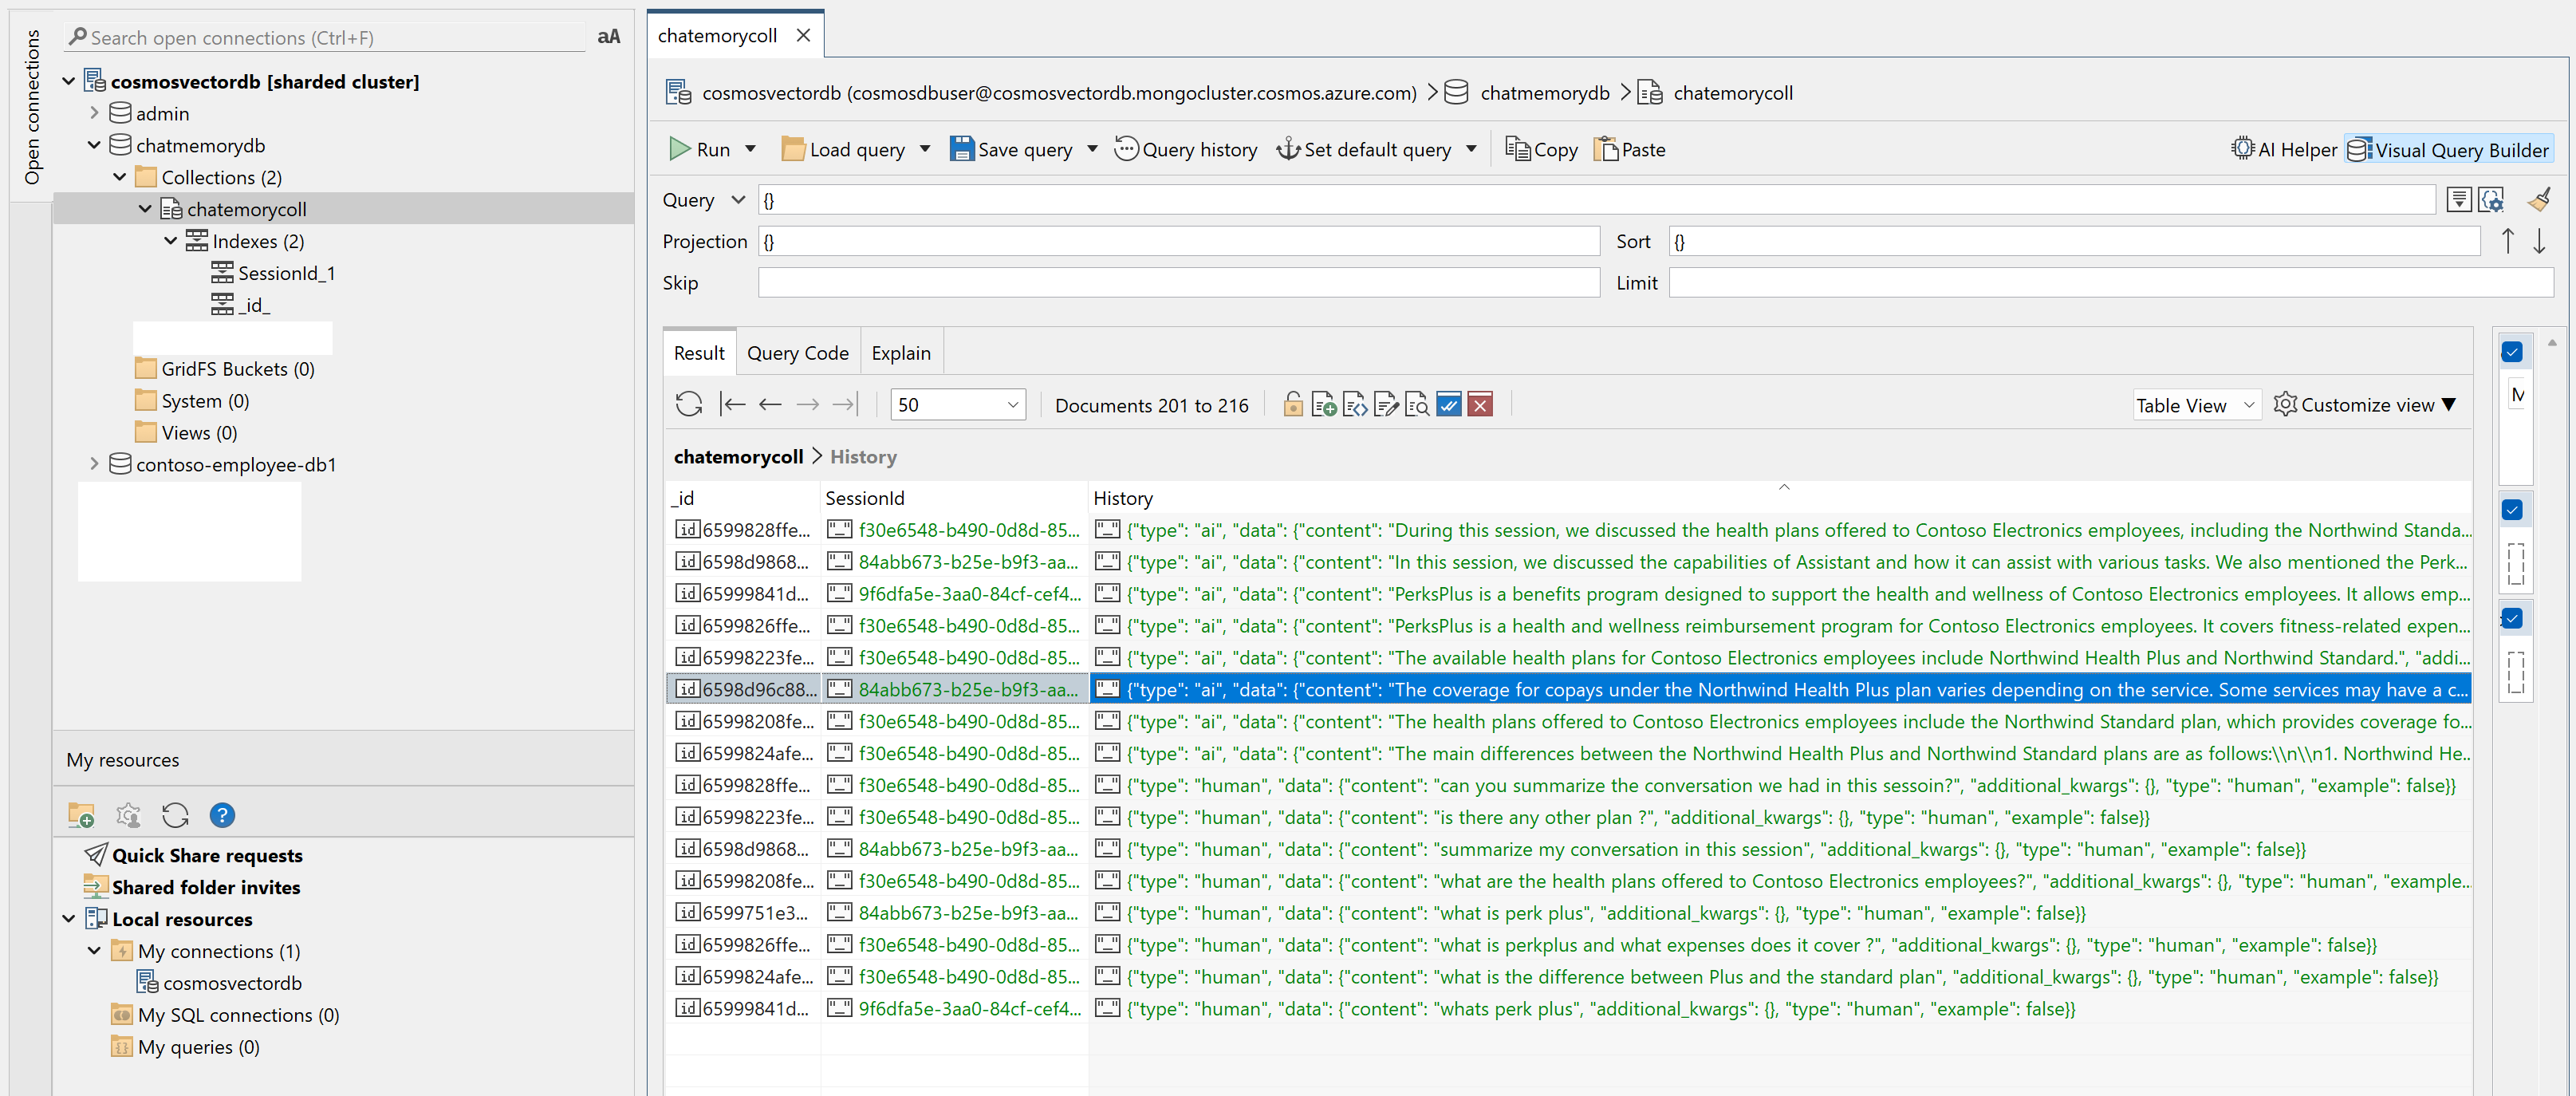 Open connections
Search open connections (Ctrl+F) aA
cosmosvectordb [sharded cluster]
admin
chatmemorydb
Collections (2)
chatemorycoll
Indexes (2)
SessionId_1
_id_
GridFS Buckets (0)
System (0)
Views (0)
contoso-employee-db1
My resources
Quick Share requests
Shared folder invites
Local resources
My connections (1)
cosmosvectordb
My SQL connections (0)
My queries (0)
chatemorycoll
cosmosvectordb (cosmosdbuser@cosmosvectordb.mongocluster.cosmos.azure.com) chatmemorydb chatemorycoll
Run Load query Save query Query history Set default query Copy Paste AI Helper Visual Query Builder
Query {}
Projection {} Sort {}
Skip Limit
Result Query Code Explain
50 Documents 201 to 216 Table View Customize view
chatemorycoll > History
_id SessionId History
id 6599828ffe... f30e6548-b490-0d8d-85... {"type": "ai", "data": {"content": "During this session, we discussed the health plans offered to Contoso Electronics employees, including the Northwind Standa...
id 6598d9868... 84abb673-b25e-b9f3-aa... {"type": "ai", "data": {"content": "In this session, we discussed the capabilities of Assistant and how it can assist with various tasks. We also mentioned the Perk...
id 65999841d... 9f6dfa5e-3aa0-84cf-cef4... {"type": "ai", "data": {"content": "PerksPlus is a benefits program designed to support the health and wellness of Contoso Electronics employees. It allows emp...
id 6599826ffe... f30e6548-b490-0d8d-85... {"type": "ai", "data": {"content": "PerksPlus is a health and wellness reimbursement program for Contoso Electronics employees. It covers fitness-related expen...
id 65998223fe... f30e6548-b490-0d8d-85... {"type": "ai", "data": {"content": "The available health plans for Contoso Electronics employees include Northwind Health Plus and Northwind Standard.", "addi...
id 6598d96c88... 84abb673-b25e-b9f3-aa... {"type": "ai", "data": {"content": "The coverage for copays under the Northwind Health Plus plan varies depending on the service. Some services may have a c...
id 65998208fe... f30e6548-b490-0d8d-85... {"type": "ai", "data": {"content": "The health plans offered to Contoso Electronics employees include the Northwind Standard plan, which provides coverage fo...
id 6599824afe... f30e6548-b490-0d8d-85... {"type": "ai", "data": {"content": "The main differences between the Northwind Health Plus and Northwind Standard plans are as follows:\\n\\n1. Northwind He...
id 6599828ffe... f30e6548-b490-0d8d-85... {"type": "human", "data": {"content": "can you summarize the conversation we had in this sessoin?", "additional_kwargs": {}, "type": "human", "example": false}}
id 65998223fe... f30e6548-b490-0d8d-85... {"type": "human", "data": {"content": "is there any other plan ?", "additional_kwargs": {}, "type": "human", "example": false}}
id 6598d9868... 84abb673-b25e-b9f3-aa... {"type": "human", "data": {"content": "summarize my conversation in this session", "additional_kwargs": {}, "type": "human", "example": false}}
id 65998208fe... f30e6548-b490-0d8d-85... {"type": "human", "data": {"content": "what are the health plans offered to Contoso Electronics employees?", "additional_kwargs": {}, "type": "human", "example...
id 6599751e3... 84abb673-b25e-b9f3-aa... {"type": "human", "data": {"content": "what is perk plus", "additional_kwargs": {}, "type": "human", "example": false}}
id 6599826ffe... f30e6548-b490-0d8d-85... {"type": "human", "data": {"content": "what is perkplus and what expenses does it cover ?", "additional_kwargs": {}, "type": "human", "example": false}}
id 6599824afe... f30e6548-b490-0d8d-85... {"type": "human", "data": {"content": "what is the difference between Plus and the standard plan", "additional_kwargs": {}, "type": "human", "example": false}}
id 65999841d... 9f6dfa5e-3aa0-84cf-cef4... {"type": "human", "data": {"content": "whats perk plus", "additional_kwargs": {}, "type": "human", "example": false}}